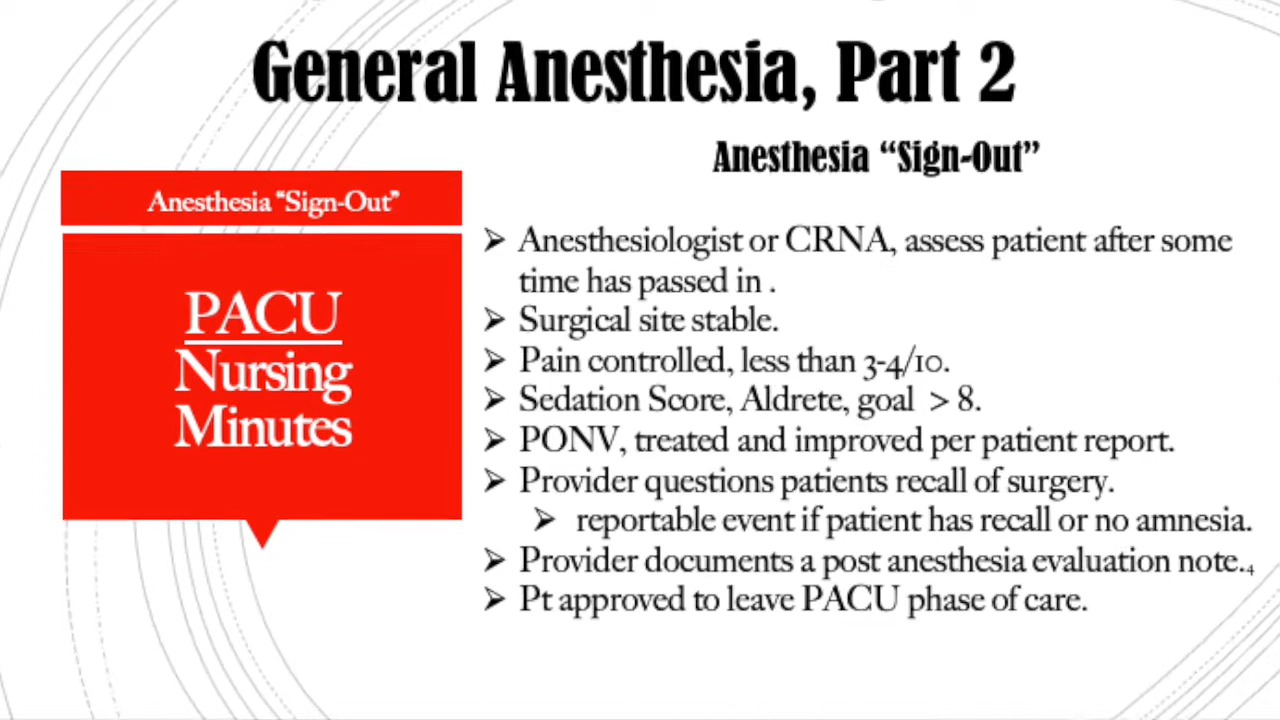 General Anesthesia, Part 2
Anesthesia “Sign-Out”
Anesthesia “Sign-Out”
PACU
Nursing
Minutes
➢ Anesthesiologist or CRNA, assess patient after some
time has passed in .
➢ Surgical site stable.
➢ Pain controlled, less than 3-4/10.
➢ Sedation Score, Aldrete, goal > 8.
➢ PONV, treated and improved per patient report.
➢ Provider questions patients recall of surgery.
➢ reportable event if patient has recall or no amnesia.
➢ Provider documents a post anesthesia evaluation note.4
➢ Pt approved to leave PACU phase of care.